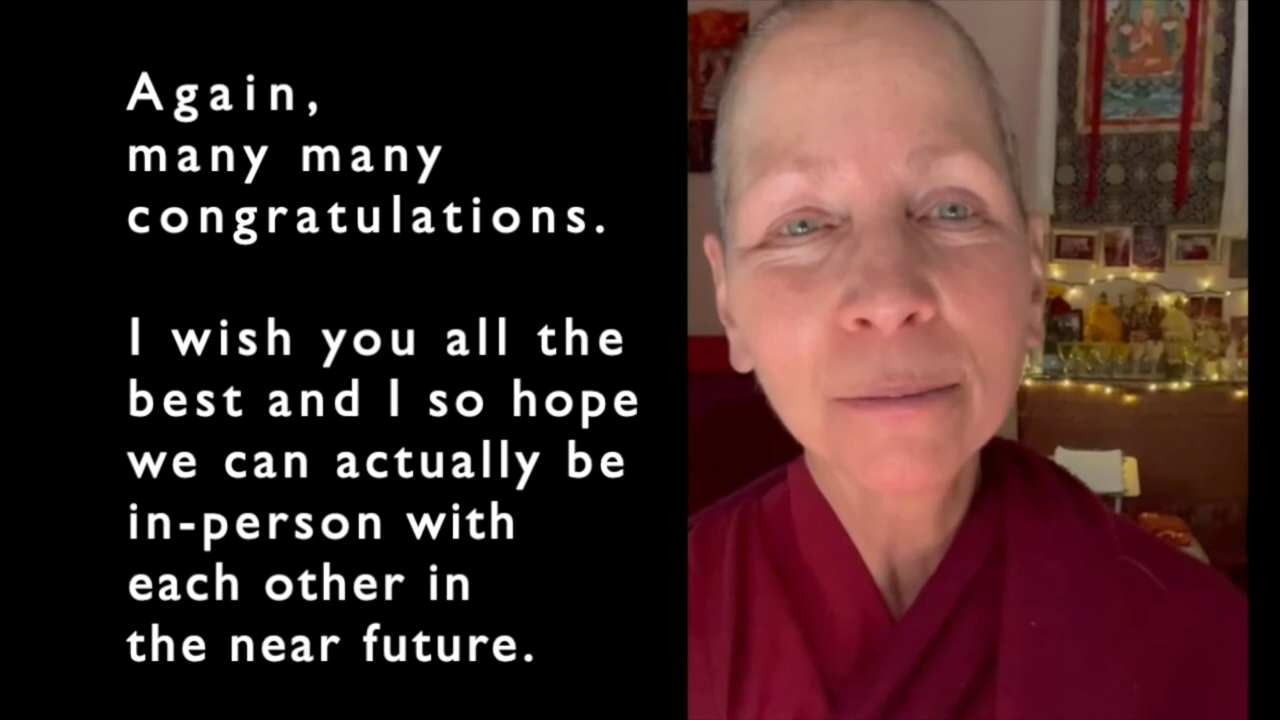 Again,
many many
congratulations.
I wish you all the
best and I so hope
we can actually be
in-person with
each other in
the near future.